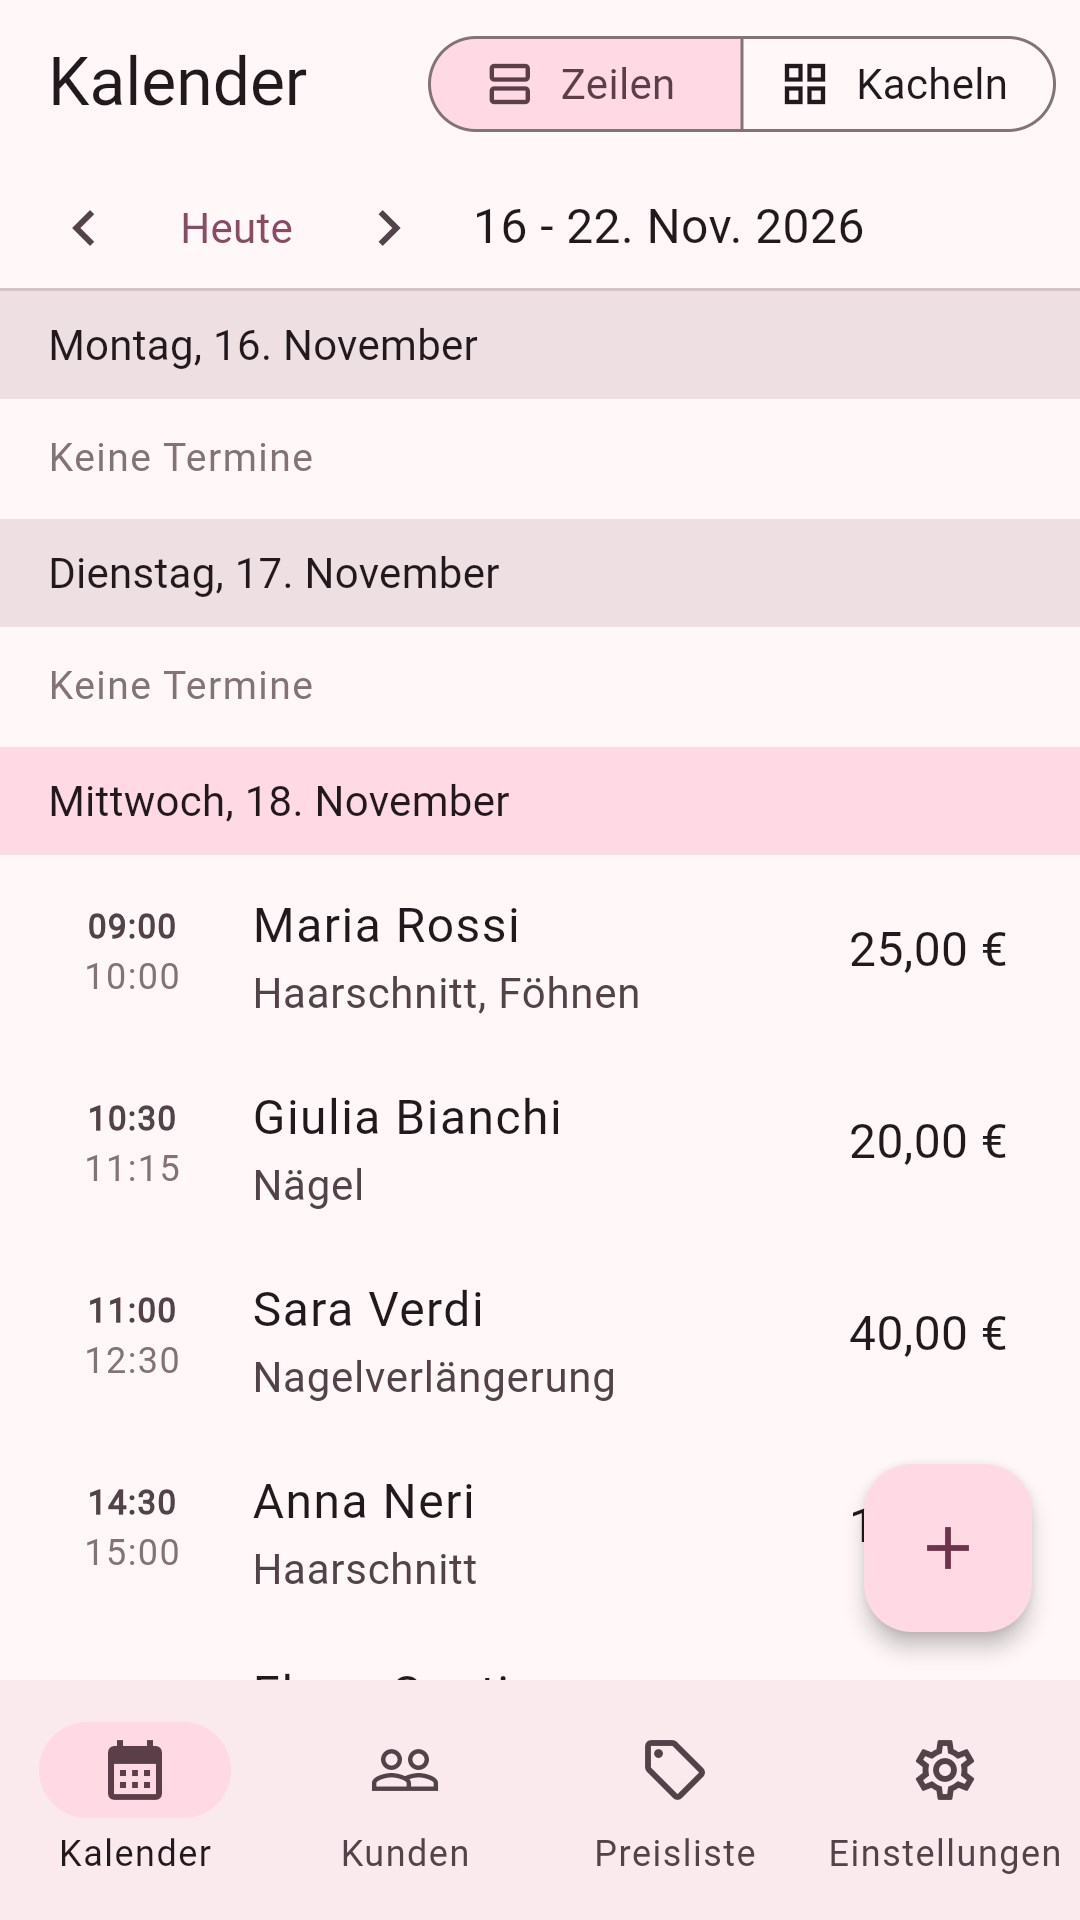 Kalender
Zeilen
Kacheln
Heute
16 - 22. Nov. 2026
Montag, 16. November
Keine Termine
Dienstag, 17. November
Keine Termine
Mittwoch, 18. November
09:00 Maria Rossi 25,00 €
10:00 Haarschnitt, Föhnen
10:30 Giulia Bianchi 20,00 €
11:15 Nägel
11:00 Sara Verdi 40,00 €
12:30 Nagelverlängerung
14:30 Anna Neri
15:00 Haarschnitt
Kalender
Kunden
Preisliste
Einstellungen